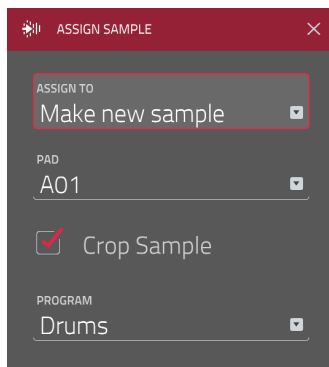 ASSIGN SAMPLE
ASSIGN TO
Make new sample
PAD
A01
Crop Sample
PROGRAM
Drums